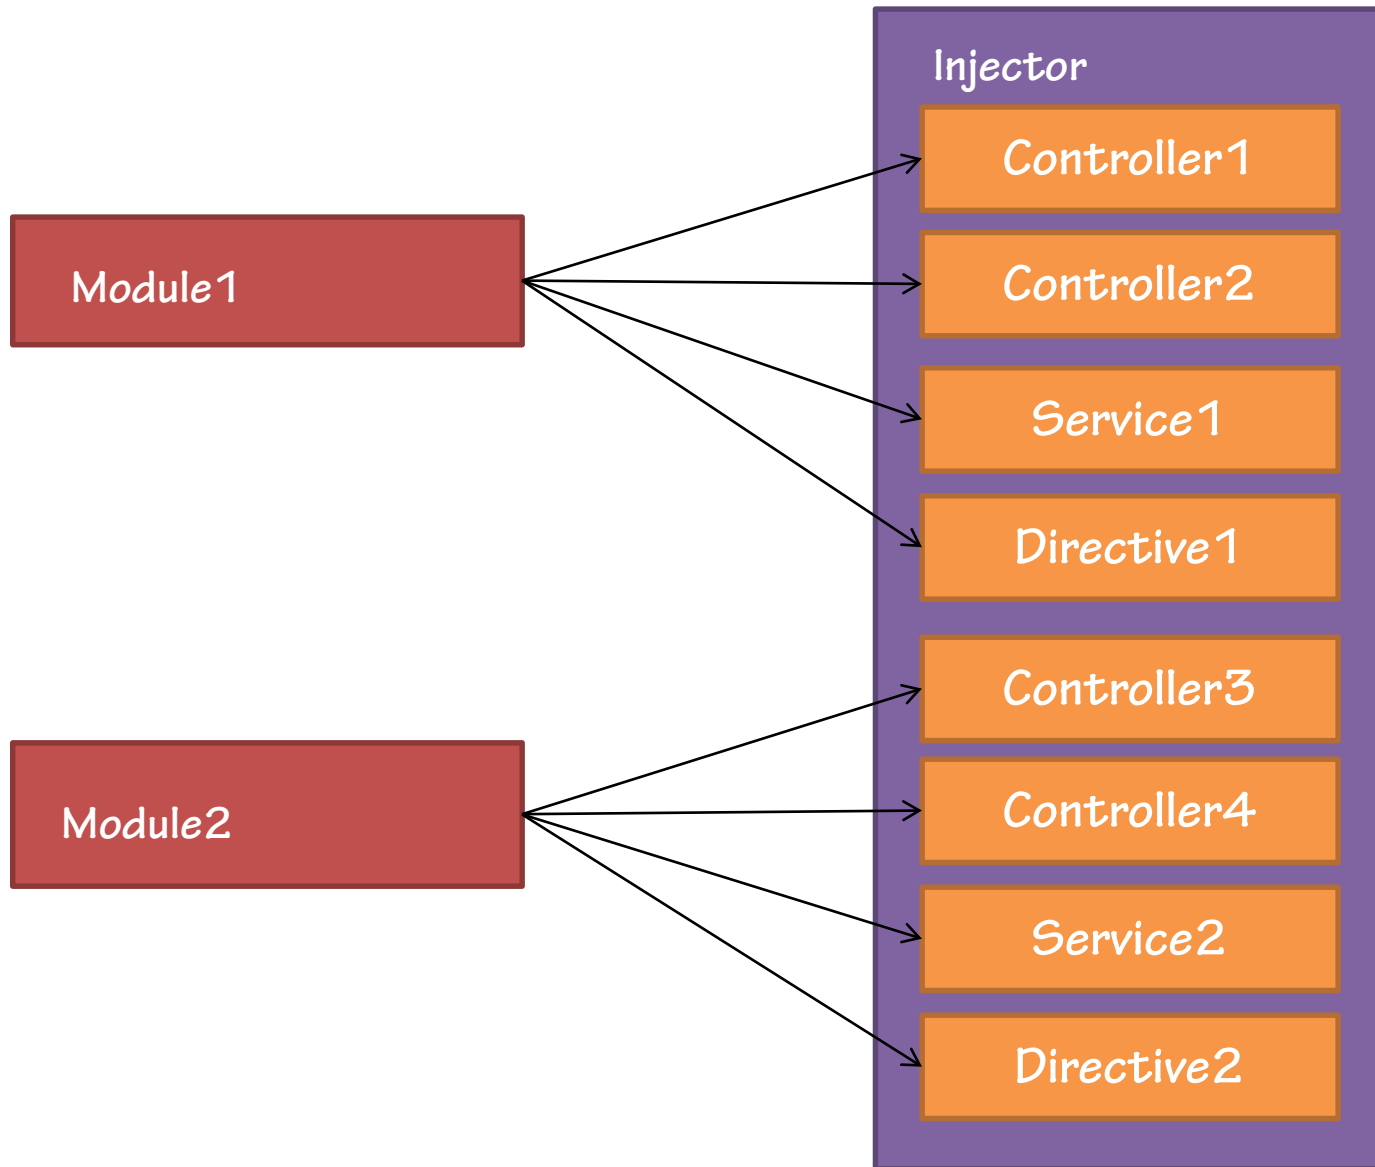 Injector
Controller1
Module1
Controller2
Service1
Directive1
Controller3
Module2
Controller4
Service2
Directive2